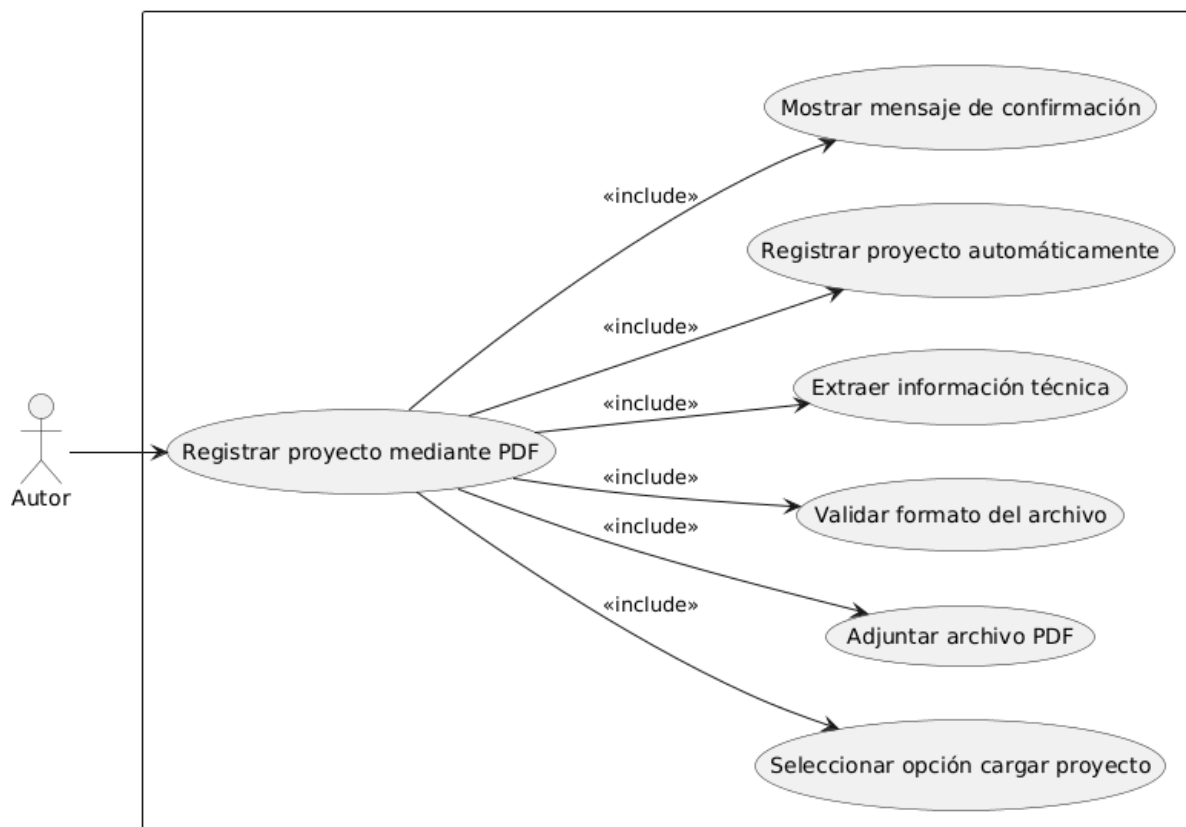 Mostrar mensaje de confirmación
«include»
Registrar proyecto automáticamente
«include»
Extraer información técnica
«include»
Registrar proyecto mediante PDF
Autor
«include»
Validar formato del archivo
«include»
Adjuntar archivo PDF
«include»
Seleccionar opción cargar proyecto